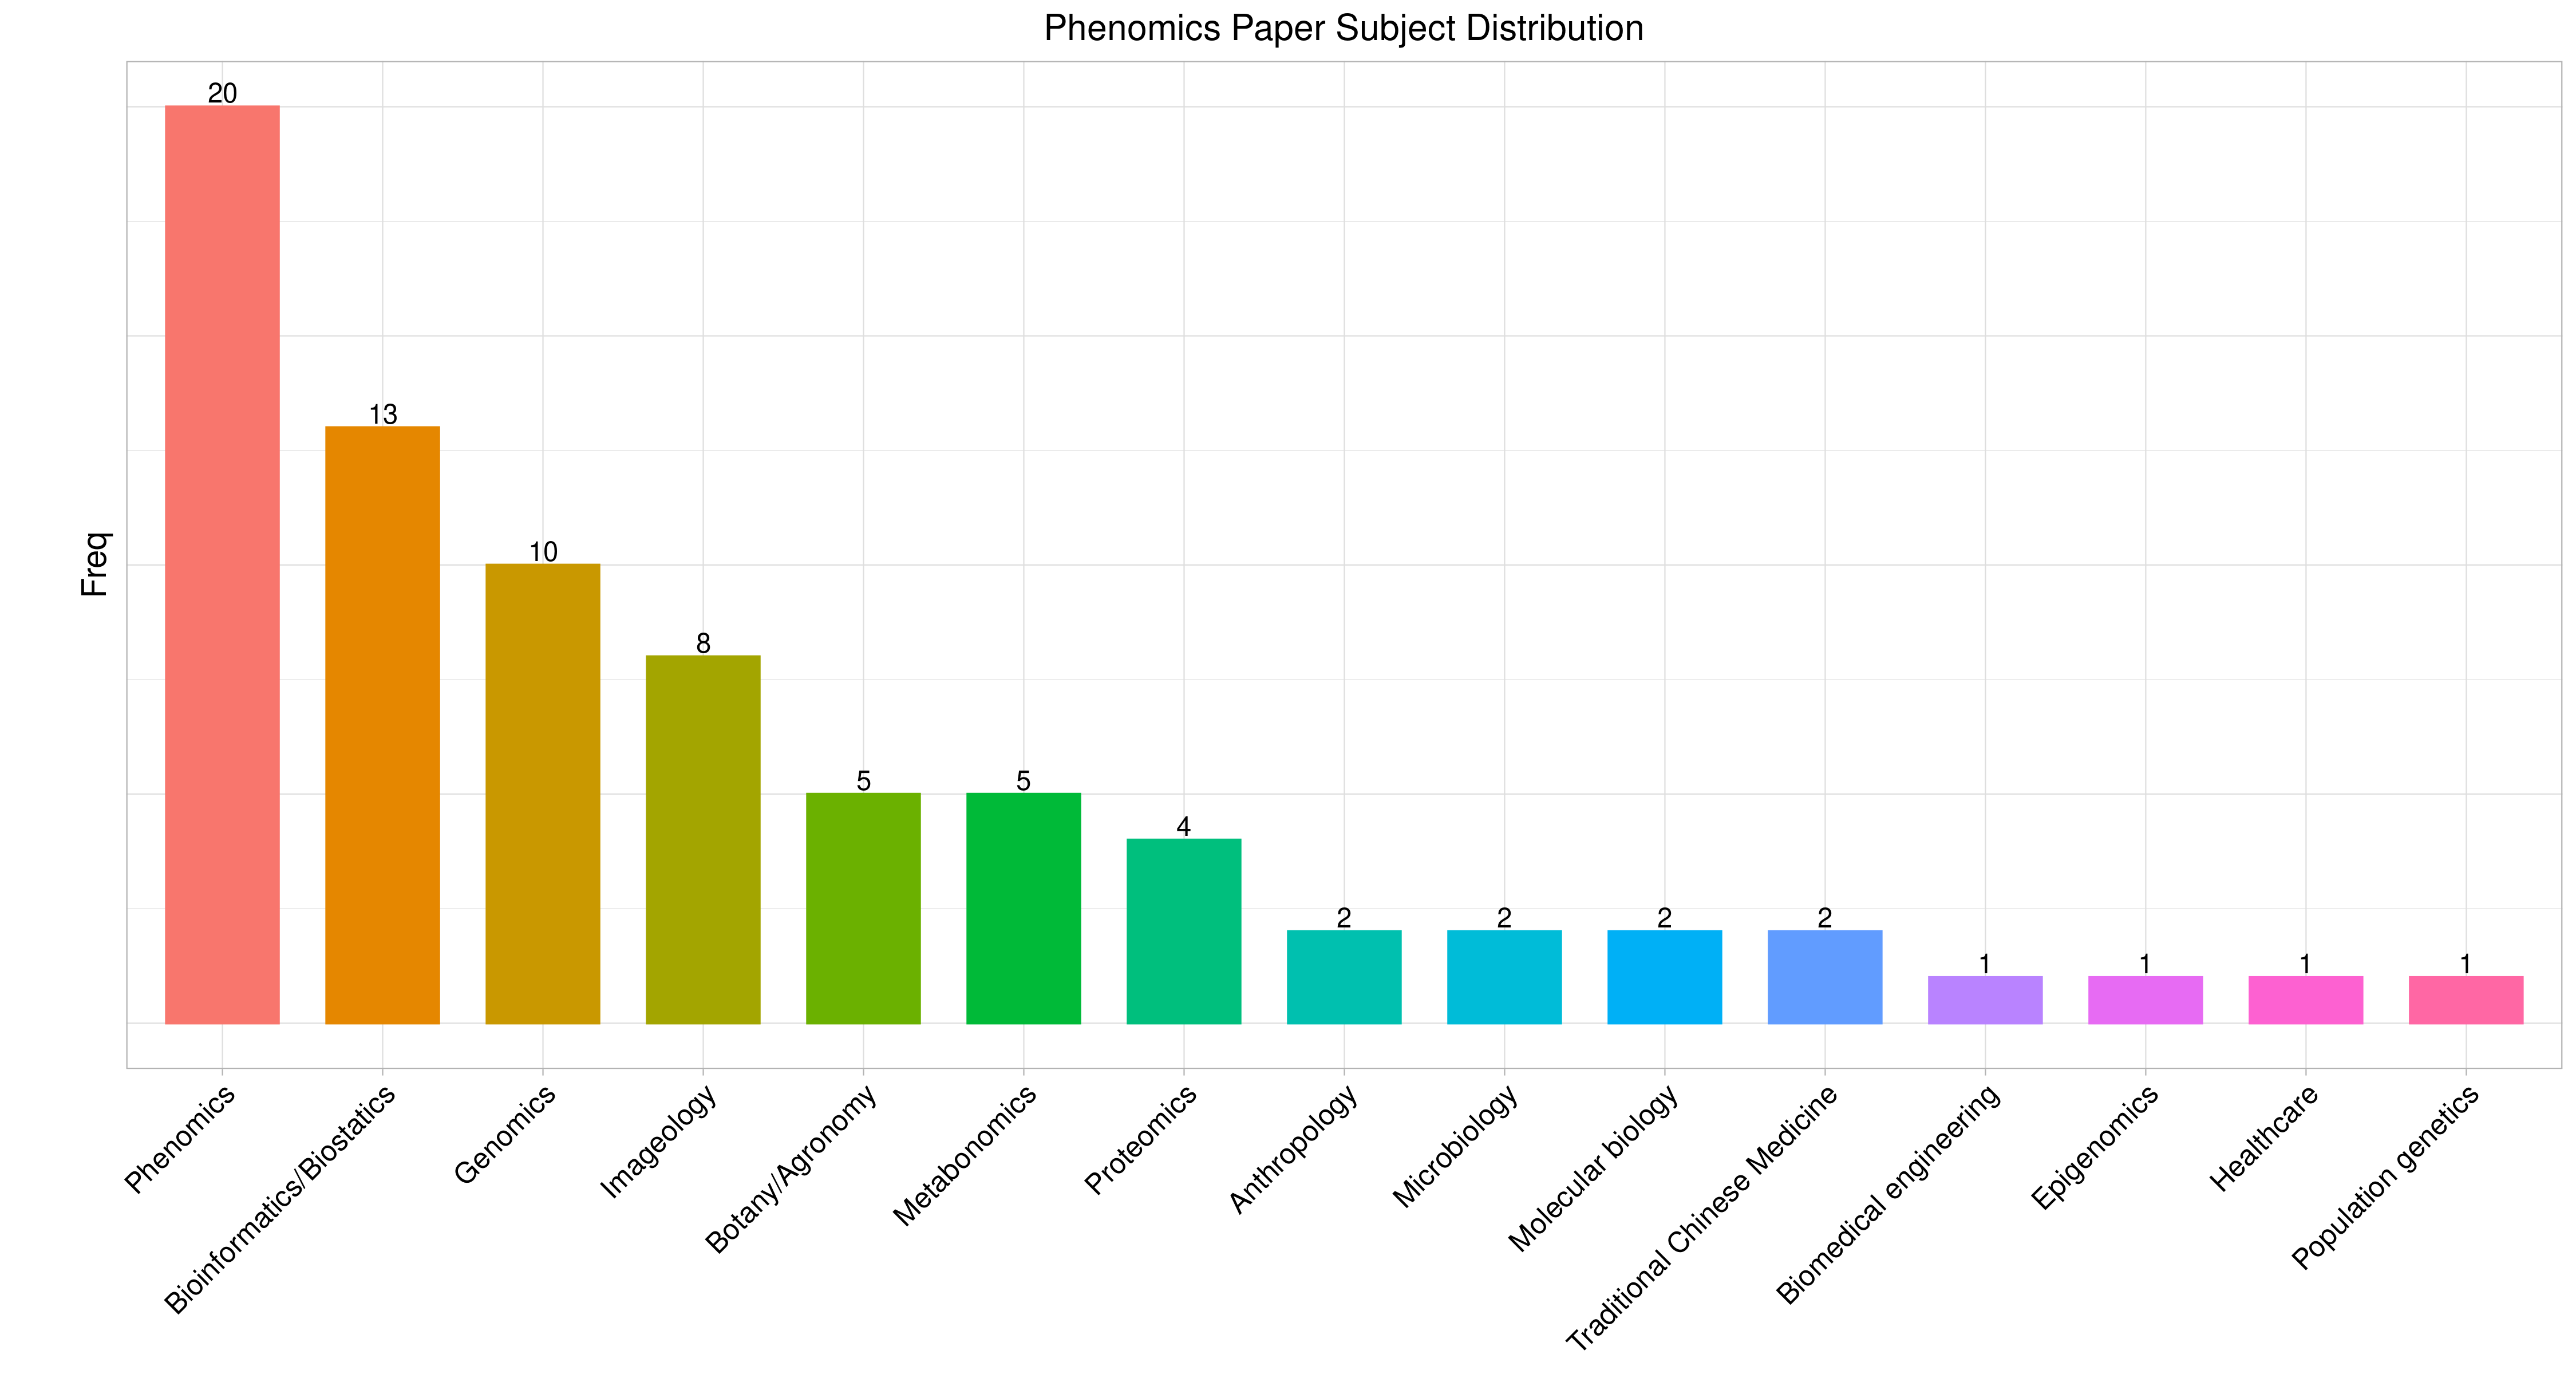 Phenomics Paper Subject Distribution
Freq
20
13
10
8
5
5
4
2
2
2
2
1
1
1
1
Phenomics
Bioinformatics/Biostatics
Genomics
Imageology
Botany/Agronomy
Metabonomics
Proteomics
Anthropology
Microbiology
Molecular biology
Traditional Chinese Medicine
Biomedical engineering
Epigenomics
Healthcare
Population genetics